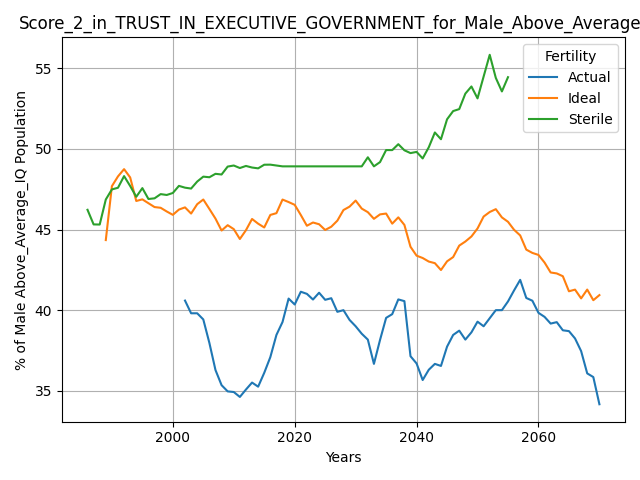 Score_2_in_TRUST_IN_EXECUTIVE_GOVERNMENT_for_Male_Above_Average
Fertility
Actual
Ideal
Sterile
% of Male Above_Average_IQ Population
55
50
45
40
35
2000
2020
2040
2060
Years